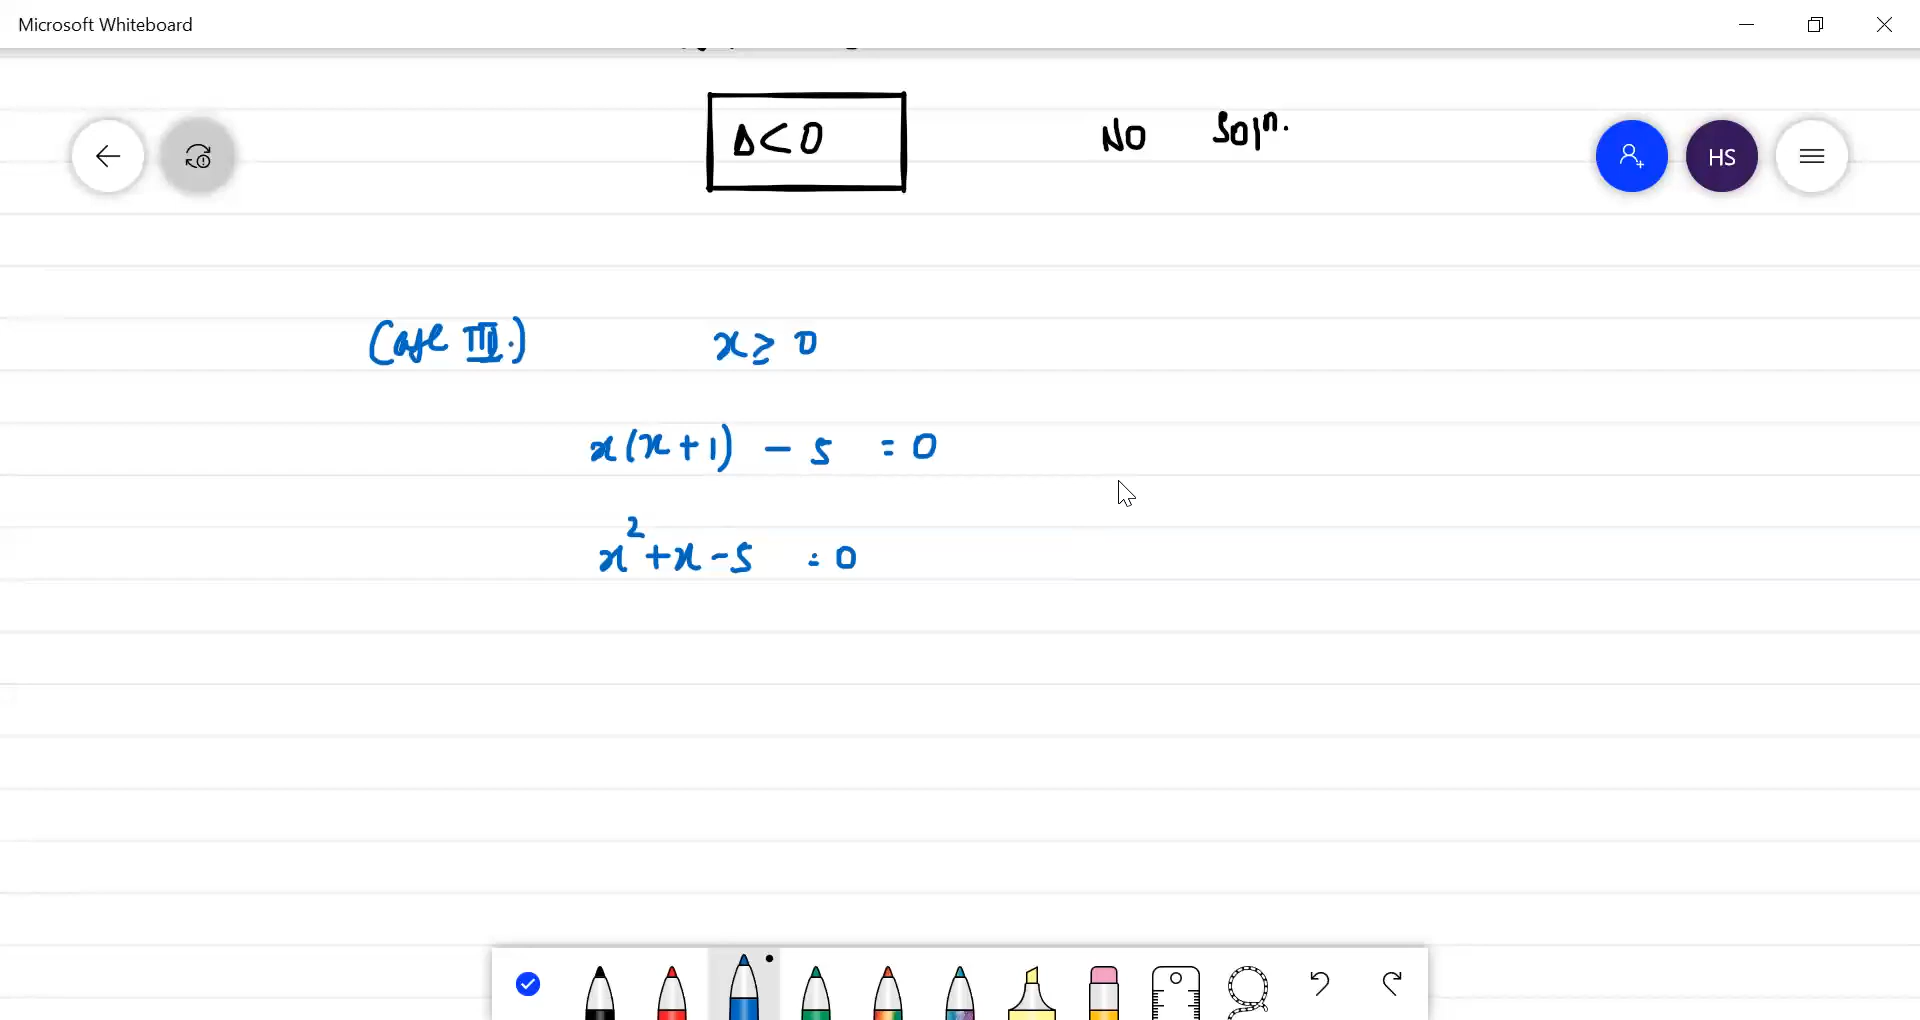 Microsoft Whiteboard
Δ<0 No Soln.
HS
(Case III.) x ≥ 0
x(x+1) - 5 = 0
x²+x-5 = 0